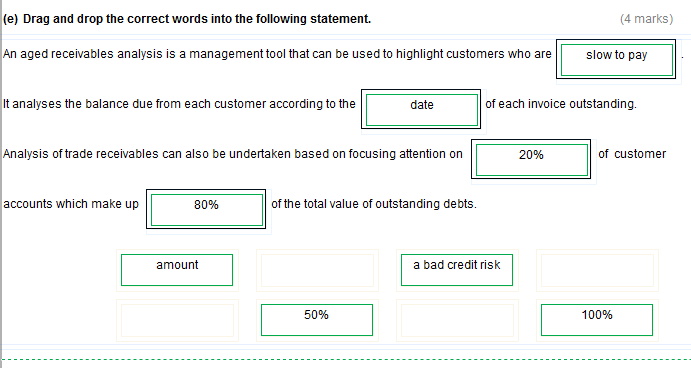 (e) Drag and drop the correct words into the following statement. (4 marks)
An aged receivables analysis is a management tool that can be used to highlight customers who are slow to pay .
It analyses the balance due from each customer according to the date of each invoice outstanding.
Analysis of trade receivables can also be undertaken based on focusing attention on 20% of customer
accounts which make up 80% of the total value of outstanding debts.
amount a bad credit risk
50% 100%